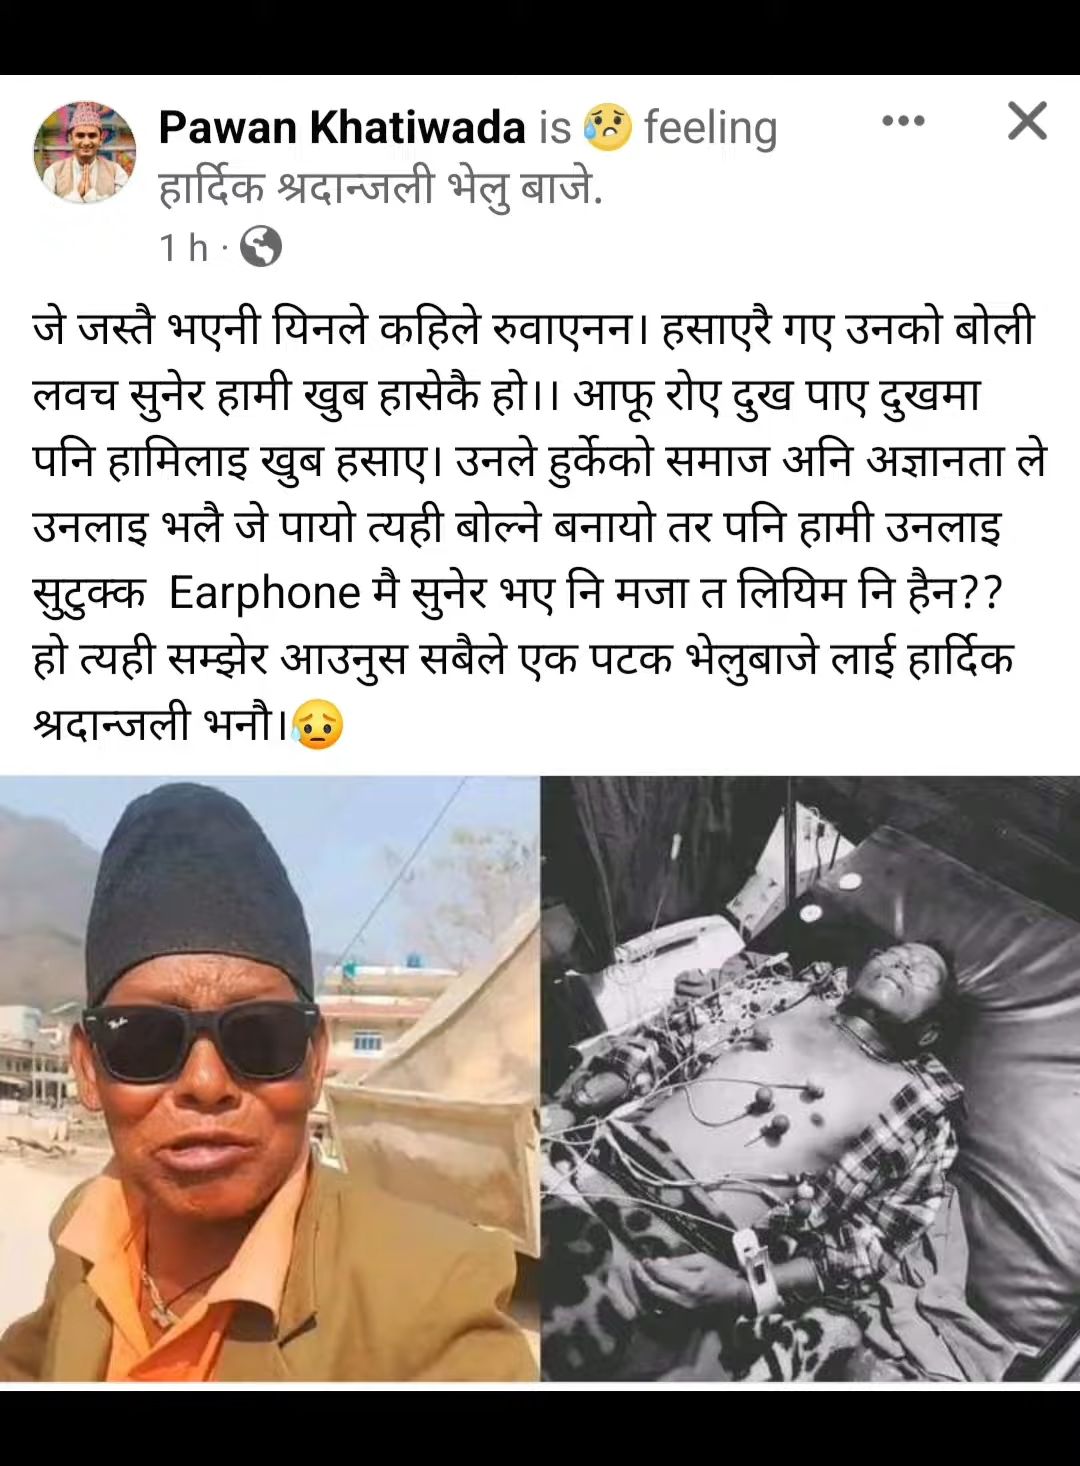 Pawan Khatiwada is 😢 feeling
हार्दिक श्रदान्जली भेलु बाजे.
1 h ·
जे जस्तै भएनी यिनले कहिले रुवाएनन। हसाएरै गए उनको बोली
लवच सुनेर हामी खुब हासेकै हो।। आफू रोए दुख पाए दुखमा
पनि हामिलाइ खुब हसाए। उनले हुर्केको समाज अनि अज्ञानता ले
उनलाइ भलै जे पायो त्यही बोल्ने बनायो तर पनि हामी उनलाइ
सुटुक्क Earphone मै सुनेर भए नि मजा त लियिम नि हैन??
हो त्यही सम्झेर आउनुस सबैले एक पटक भेलुबाजे लाई हार्दिक
श्रदान्जली भनौ।😥
Ray-Ban